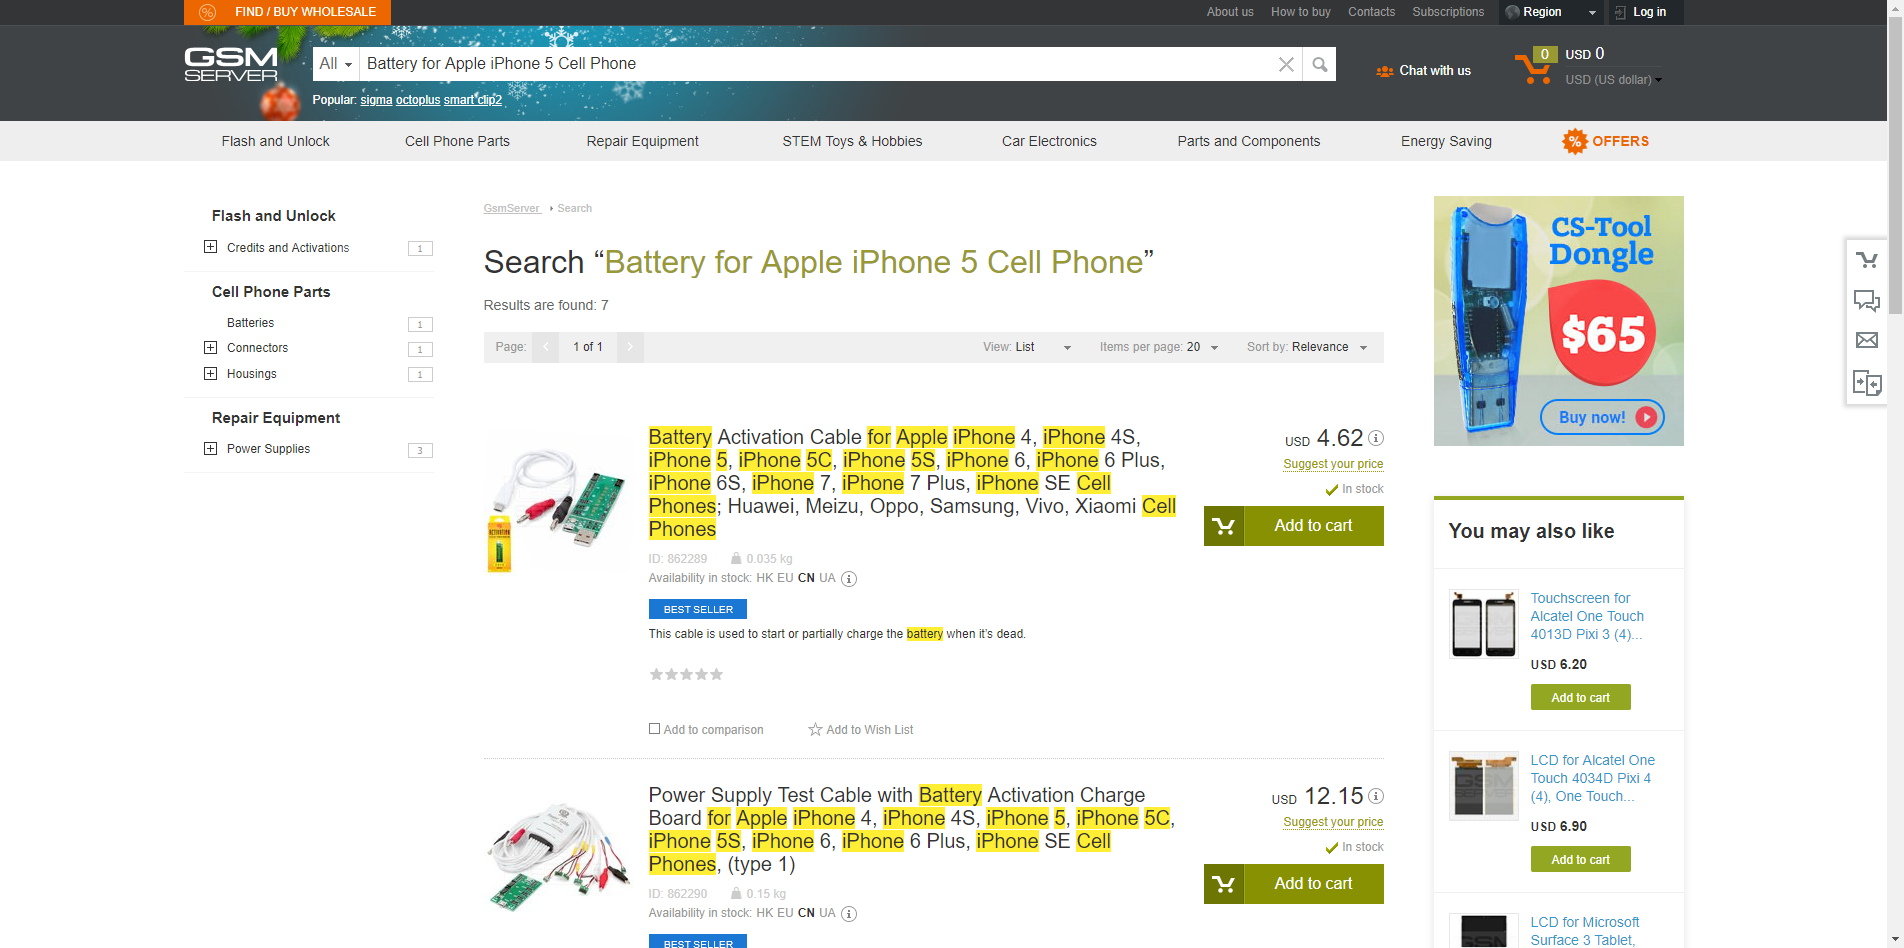 FIND / BUY WHOLESALE
About us How to buy Contacts Subscriptions Region Log in
GSM
SERVER
All Battery for Apple iPhone 5 Cell Phone
Popular: sigma octoplus smart clip2
Chat with us
0 USD 0
USD (US dollar)
Flash and Unlock Cell Phone Parts Repair Equipment STEM Toys & Hobbies Car Electronics Parts and Components Energy Saving % OFFERS
Flash and Unlock
Credits and Activations 1
Cell Phone Parts
Batteries 1
Connectors 1
Housings 1
Repair Equipment
Power Supplies 3
GsmServer Search
Search “Battery for Apple iPhone 5 Cell Phone”
Results are found: 7
Page: 1 of 1 View: List Items per page: 20 Sort by: Relevance
Battery Activation Cable for Apple iPhone 4, iPhone 4S,
iPhone 5, iPhone 5C, iPhone 5S, iPhone 6, iPhone 6 Plus,
iPhone 6S, iPhone 7, iPhone 7 Plus, iPhone SE Cell
Phones; Huawei, Meizu, Oppo, Samsung, Vivo, Xiaomi Cell
Phones
ID: 862289 0.035 kg
Availability in stock: HK EU CN UA
BEST SELLER
This cable is used to start or partially charge the battery when it's dead.
Add to comparison Add to Wish List
USD 4.62
Suggest your price
In stock
Add to cart
ACTIVATION
Power Supply Test Cable with Battery Activation Charge
Board for Apple iPhone 4, iPhone 4S, iPhone 5, iPhone 5C,
iPhone 5S, iPhone 6, iPhone 6 Plus, iPhone SE Cell
Phones, (type 1)
ID: 862290 0.15 kg
Availability in stock: HK EU CN UA
BEST SELLER
USD 12.15
Suggest your price
In stock
Add to cart
CS-Tool
Dongle
$65
Buy now!
You may also like
Touchscreen for
Alcatel One Touch
4013D Pixi 3 (4)...
USD 6.20
Add to cart
LCD for Alcatel One
Touch 4034D Pixi 4
(4), One Touch...
USD 6.90
Add to cart
LCD for Microsoft
Surface 3 Tablet,